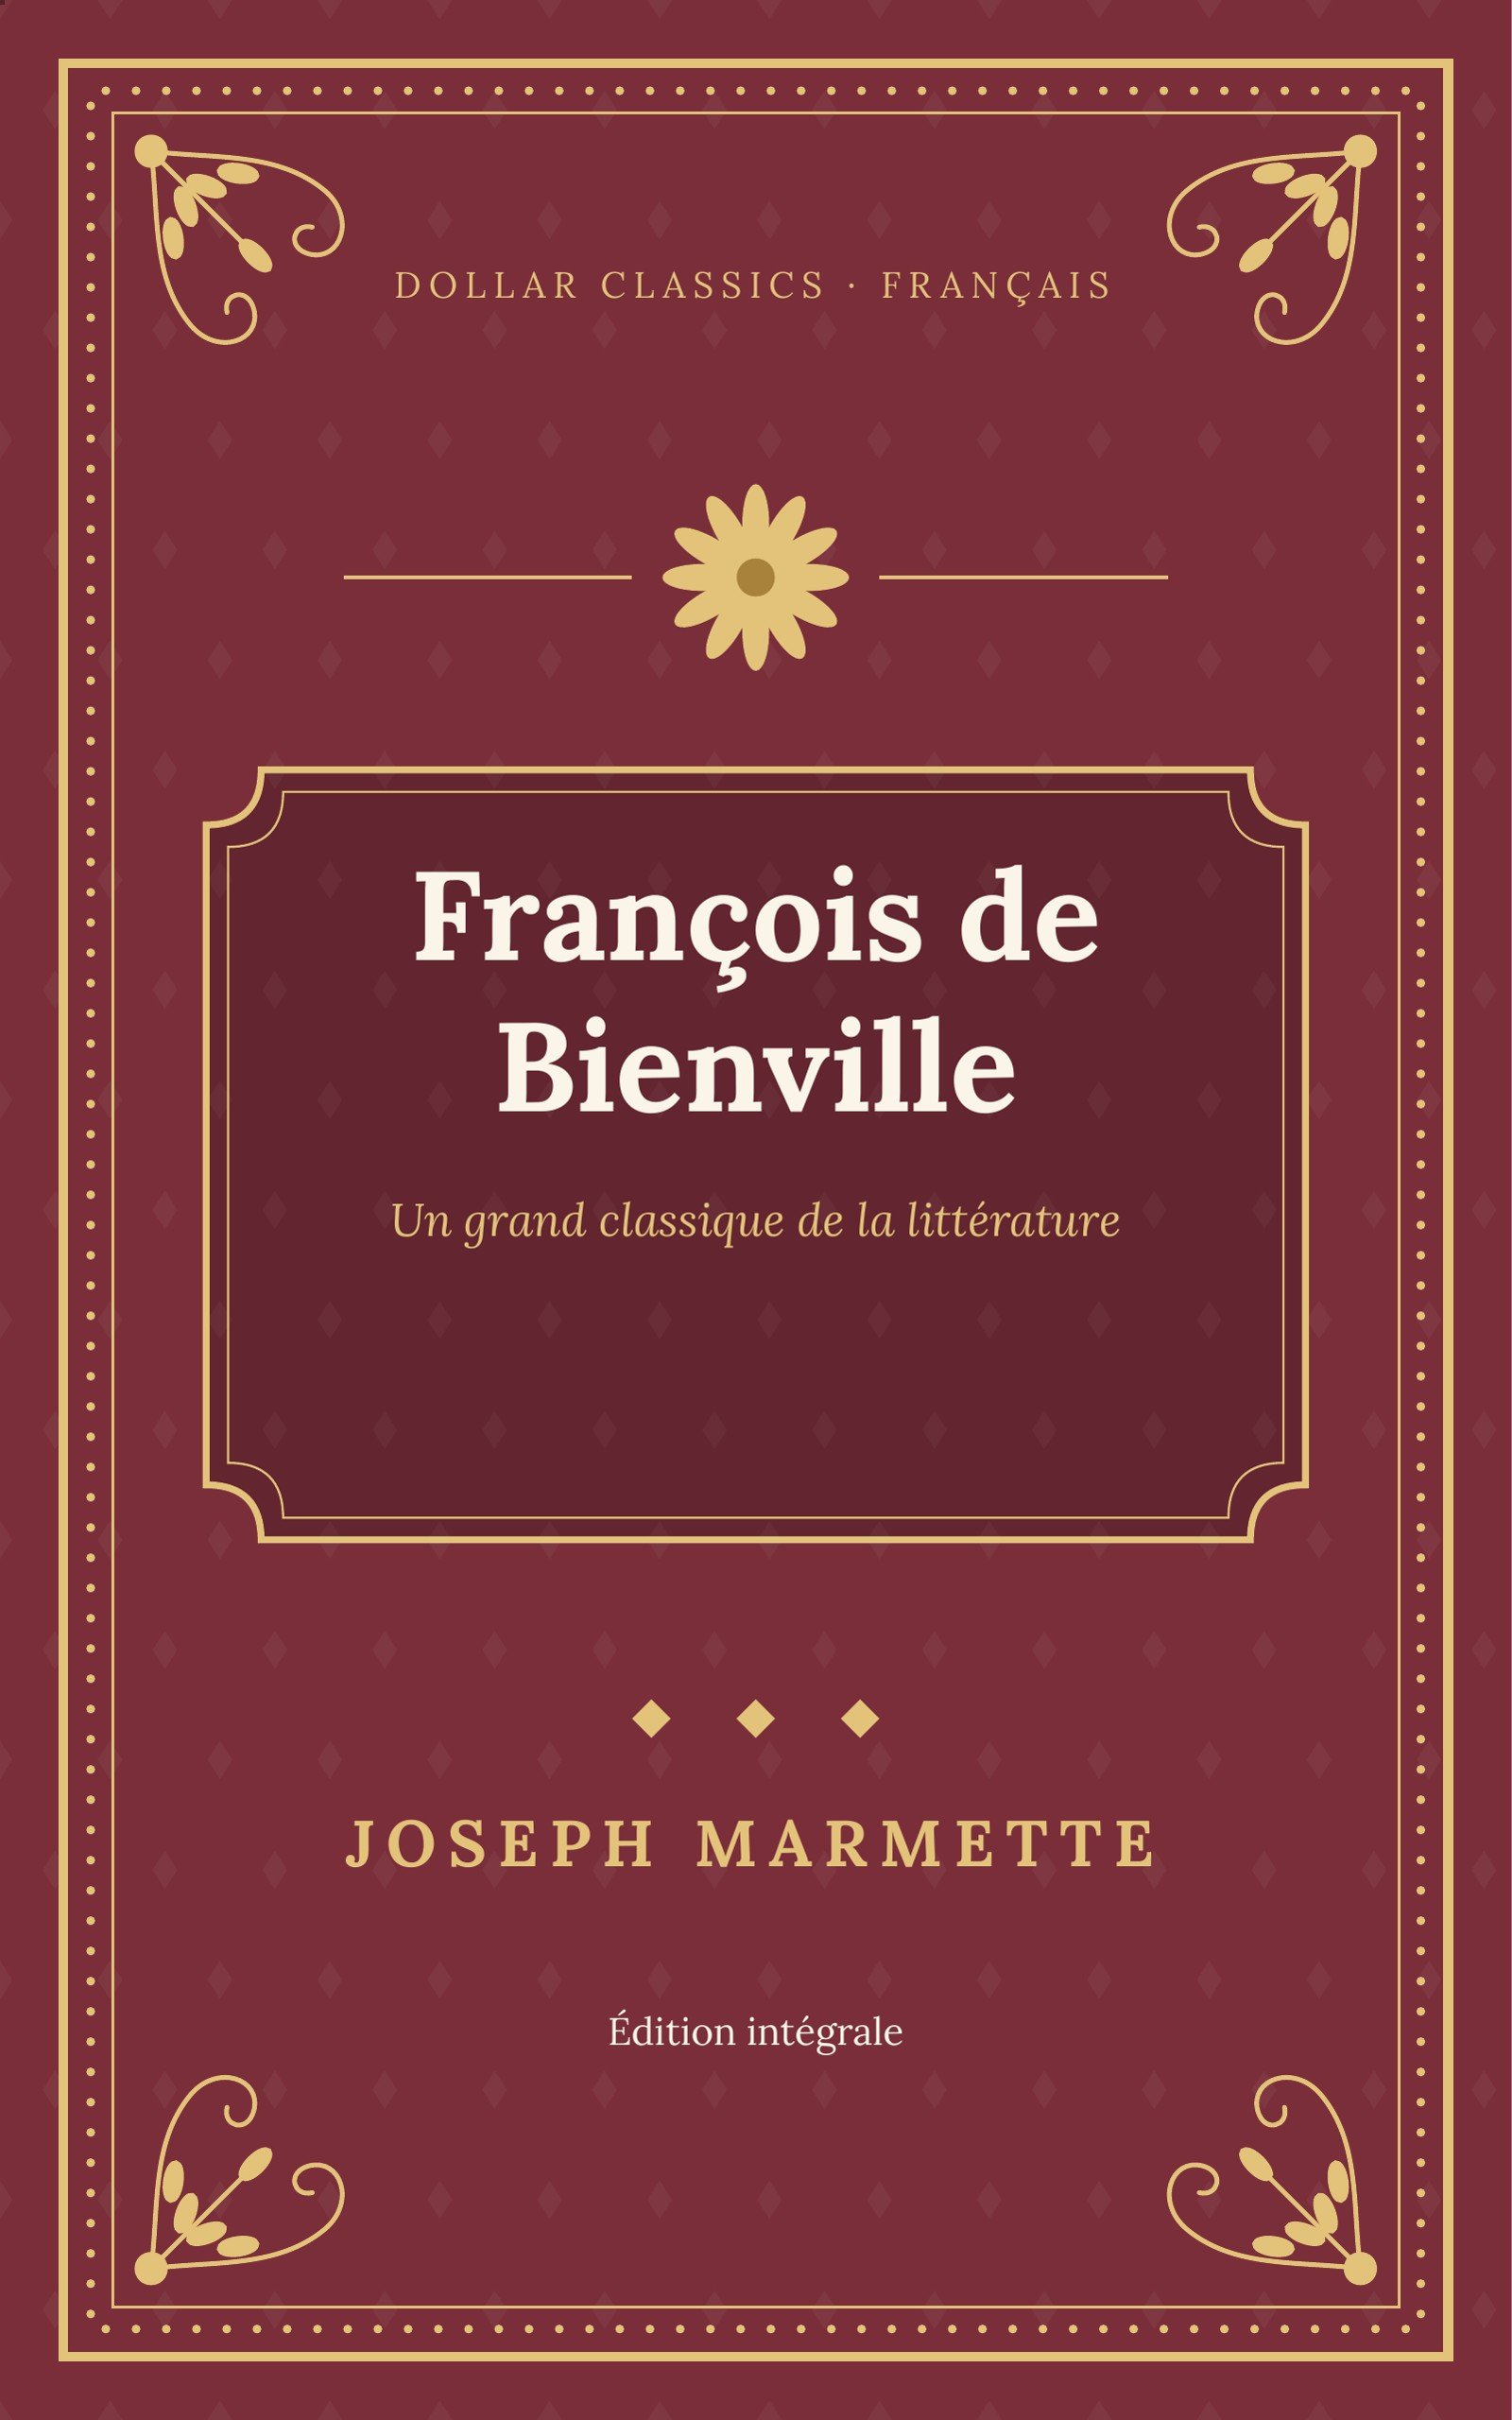 DOLLAR CLASSICS · FRANÇAIS
François de
Bienville
Un grand classique de la littérature
JOSEPH MARMETTE
Édition intégrale